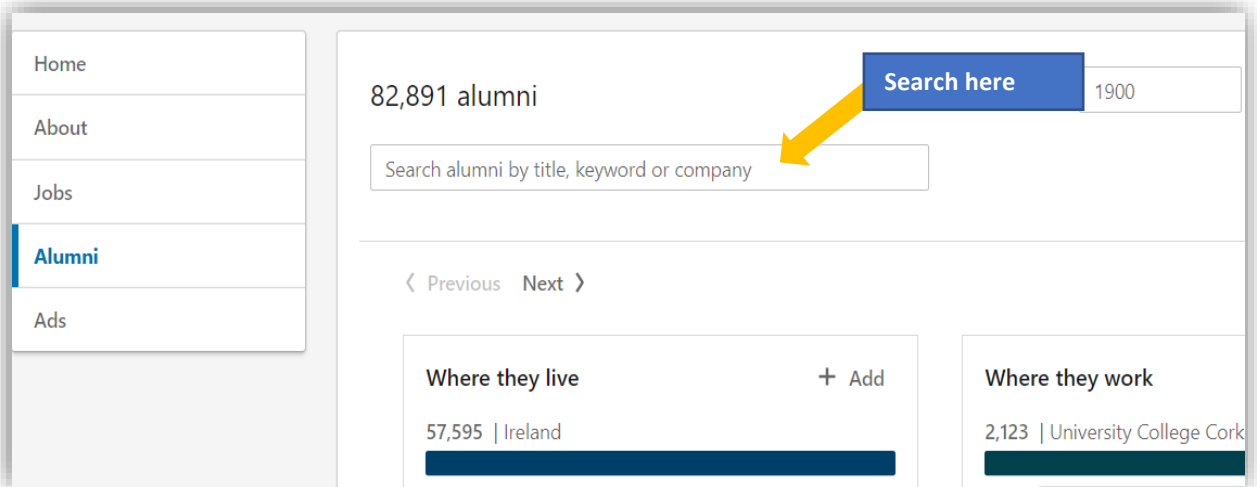 Home
About
Jobs
Alumni
Ads
82,891 alumni
Search here
1900
Search alumni by title, keyword or company
Previous Next
Where they live + Add
57,595 | Ireland
Where they work
2,123 | University College Cork